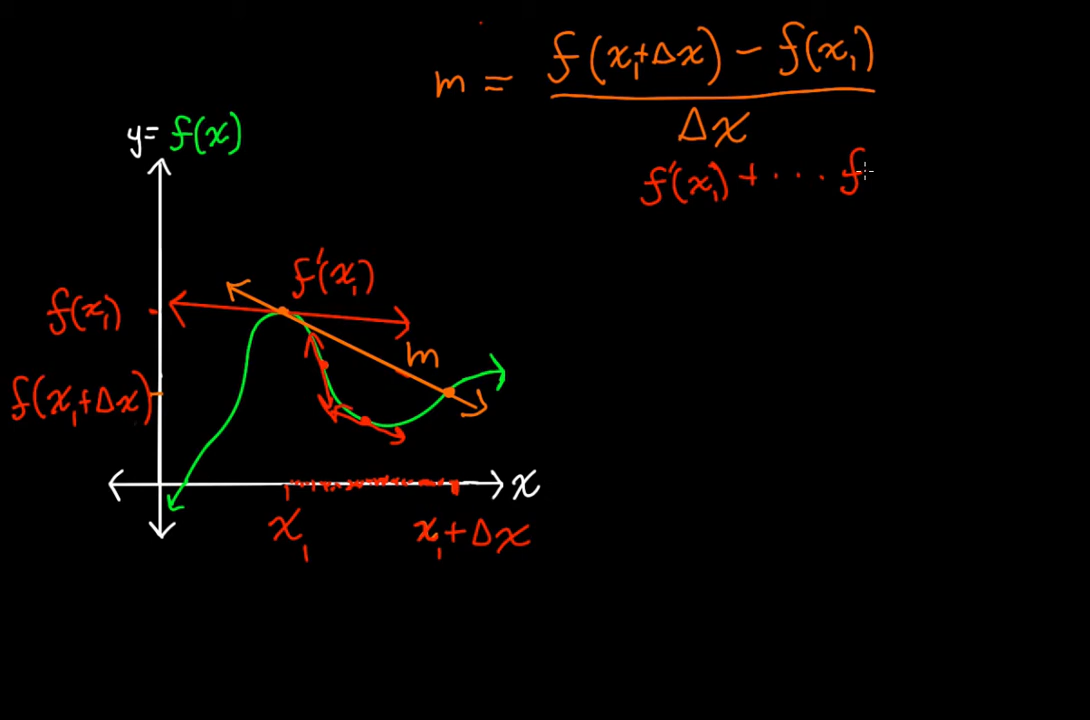 m = f(x₁+Δx) − f(x₁)
Δx
f'(x₁) + ... f
y= f(x)
f'(x₁)
f(x₁)
m
f(x₁+Δx)
x
x₁
x₁+Δx